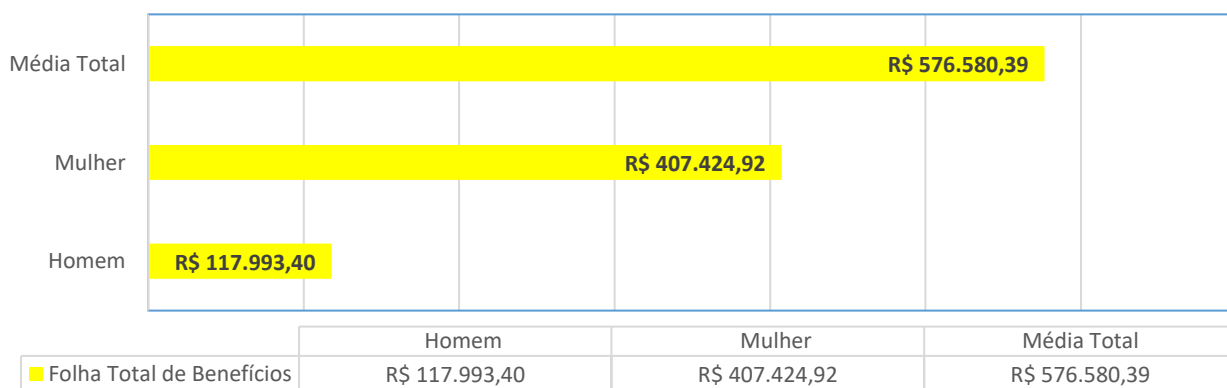 Média Total
R$ 576.580,39
Mulher
R$ 407.424,92
Homem
R$ 117.993,40
Homem Mulher Média Total
Folha Total de Benefícios R$ 117.993,40 R$ 407.424,92 R$ 576.580,39